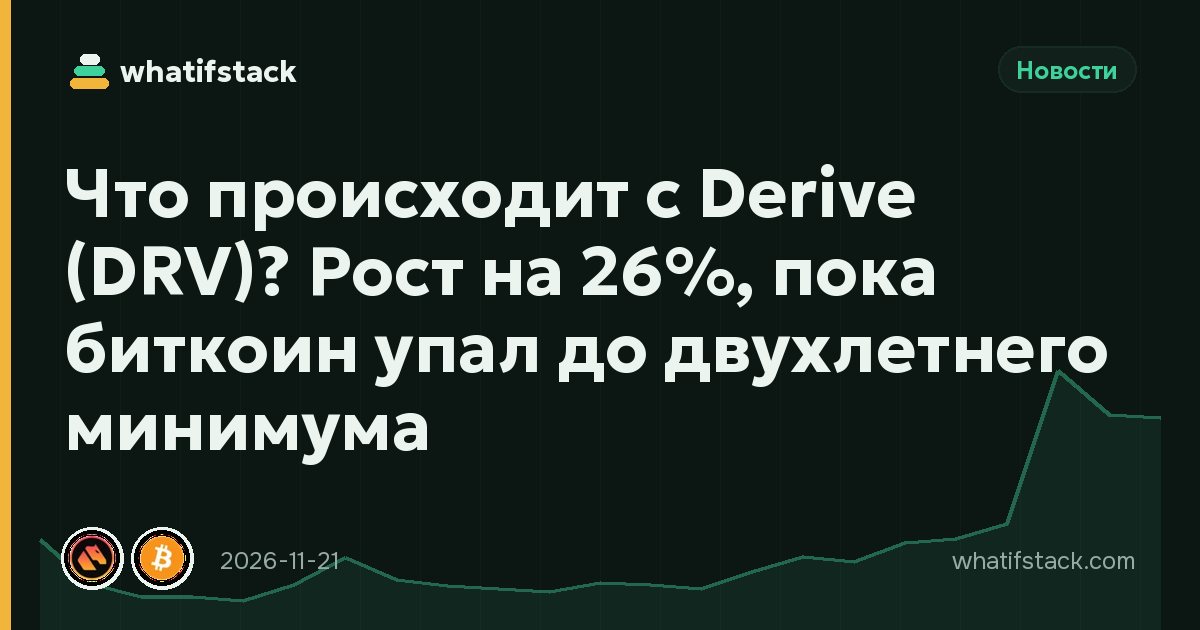 whatifstack
Новости
Что происходит с Derive
(DRV)? Рост на 26%, пока
биткоин упал до двухлетнего
минимума
2026-11-21
whatifstack.com